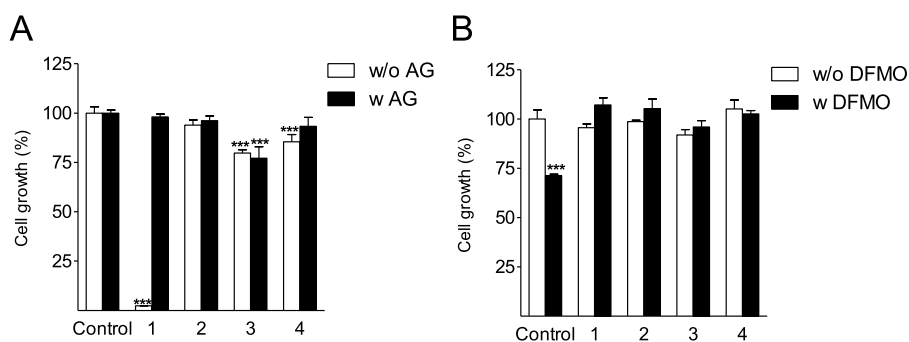 A
B
125
100
75
50
25
Cell growth (%)
w/o AG
w AG
***
***
***
***
Control 1 2 3 4
125
100
75
50
25
Cell growth (%)
w/o DFMO
w DFMO
***
Control 1 2 3 4